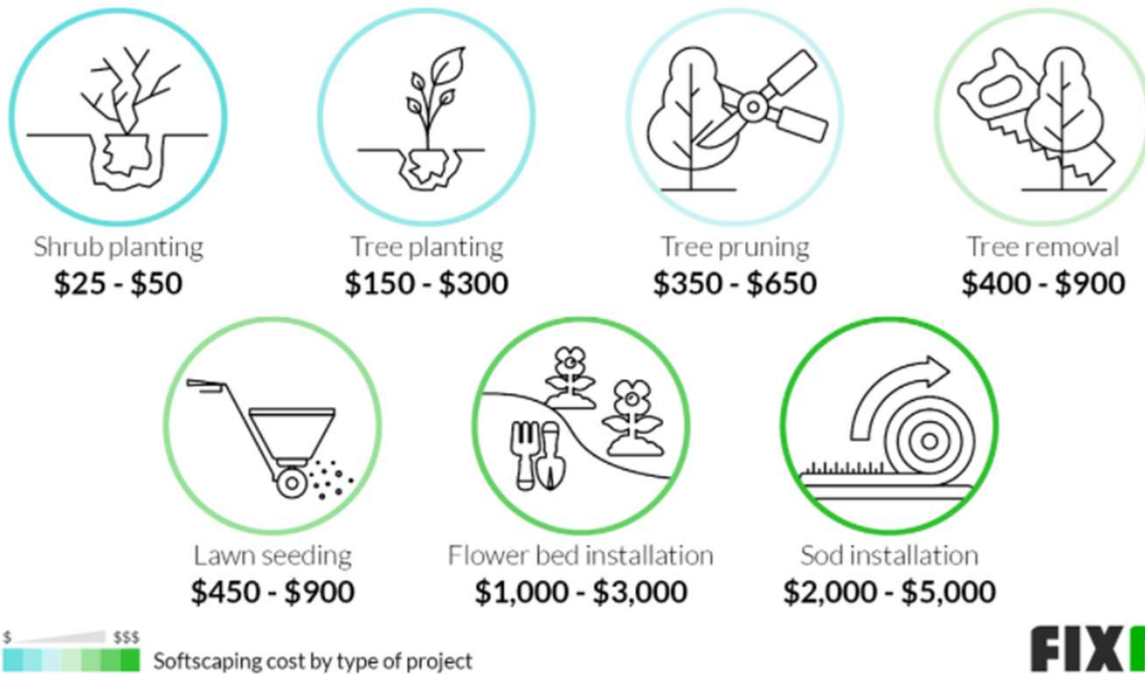 Shrub planting
$25 - $50
Tree planting
$150 - $300
Tree pruning
$350 - $650
Tree removal
$400 - $900
Lawn seeding
$450 - $900
Flower bed installation
$1,000 - $3,000
Sod installation
$2,000 - $5,000
$ $$$
Softscaping cost by type of project
FIX